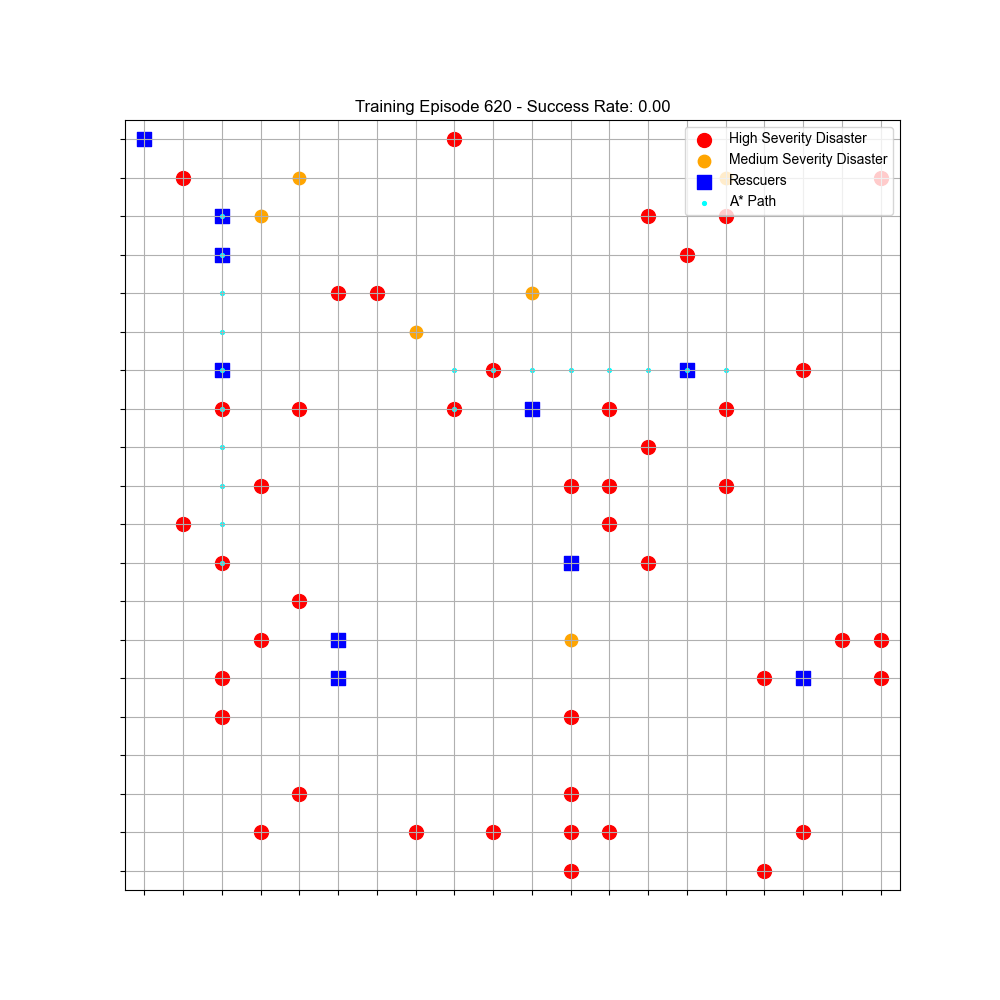 Training Episode 620 - Success Rate: 0.00
High Severity Disaster
Medium Severity Disaster
Rescuers
A* Path